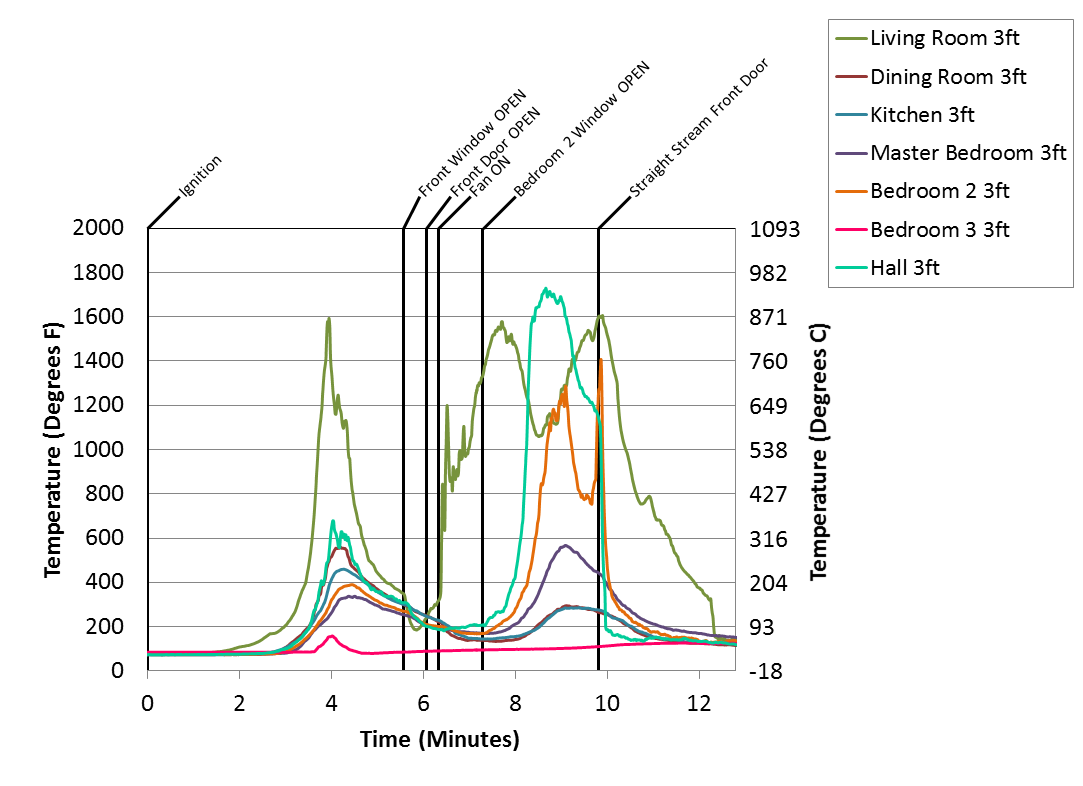 Living Room 3ft
Dining Room 3ft
Kitchen 3ft
Master Bedroom 3ft
Bedroom 2 3ft
Bedroom 3 3ft
Hall 3ft
Ignition
Front Window OPEN
Front Door OPEN
Fan ON
Bedroom 2 Window OPEN
Straight Stream Front Door
Temperature (Degrees F)
2000
1800
1600
1400
1200
1000
800
600
400
200
0
1093
982
871
760
649
538
427
316
204
93
-18
Temperature (Degrees C)
0 2 4 6 8 10 12
Time (Minutes)